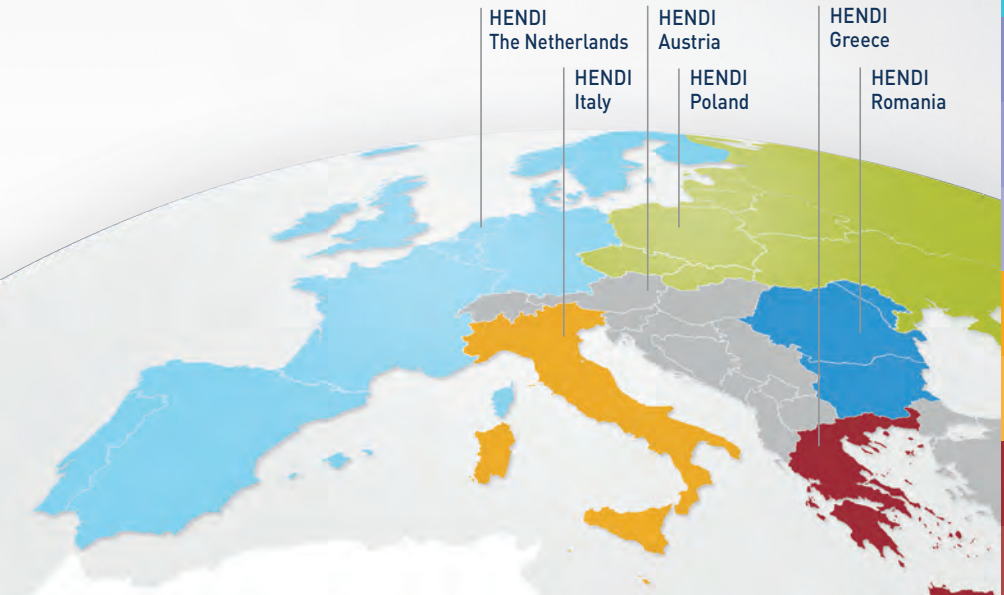 HENDI
The Netherlands
HENDI
Austria
HENDI
Greece
HENDI
Italy
HENDI
Poland
HENDI
Romania